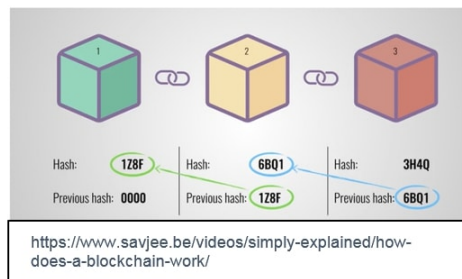 1 2 3
Hash: 1Z8F Hash: 6BQ1 Hash: 3H4Q
Previous hash: 0000 Previous hash: 1Z8F Previous hash: 6BQ1
https://www.savjee.be/videos/simply-explained/how-
does-a-blockchain-work/